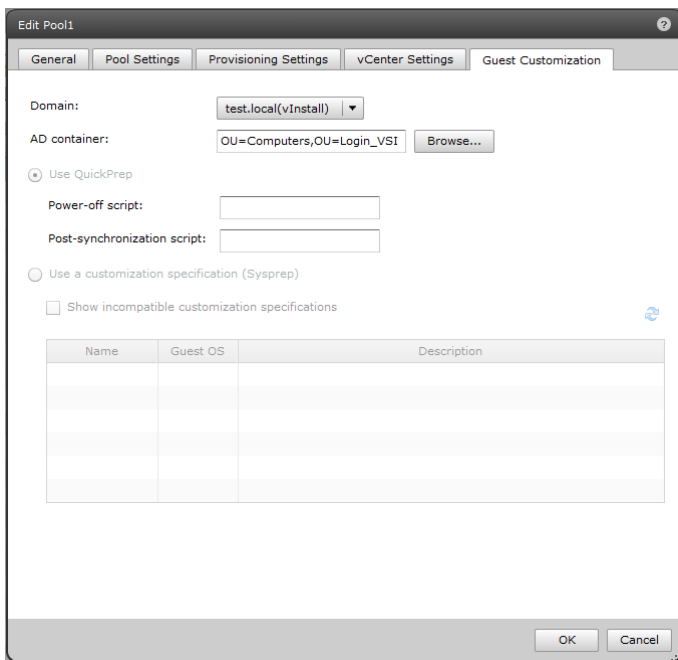 Edit Pool1 ?
General Pool Settings Provisioning Settings vCenter Settings Guest Customization
Domain: test.local(vInstall)
AD container: OU=Computers,OU=Login_VSI Browse...
Use QuickPrep
Power-off script:
Post-synchronization script:
Use a customization specification (Sysprep)
Show incompatible customization specifications
Name Guest OS Description
OK Cancel